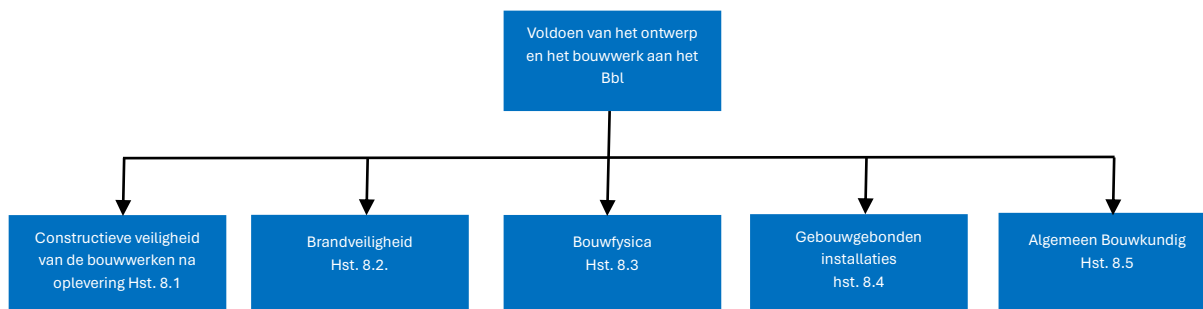 Voldoen van het ontwerp
en het bouwwerk aan het
Bbl
Constructieve veiligheid
van de bouwwerken na
oplevering Hst. 8.1
Brandveiligheid
Hst. 8.2.
Bouwfysica
Hst. 8.3
Gebouwgebonden
installaties
hst. 8.4
Algemeen Bouwkundig
Hst. 8.5